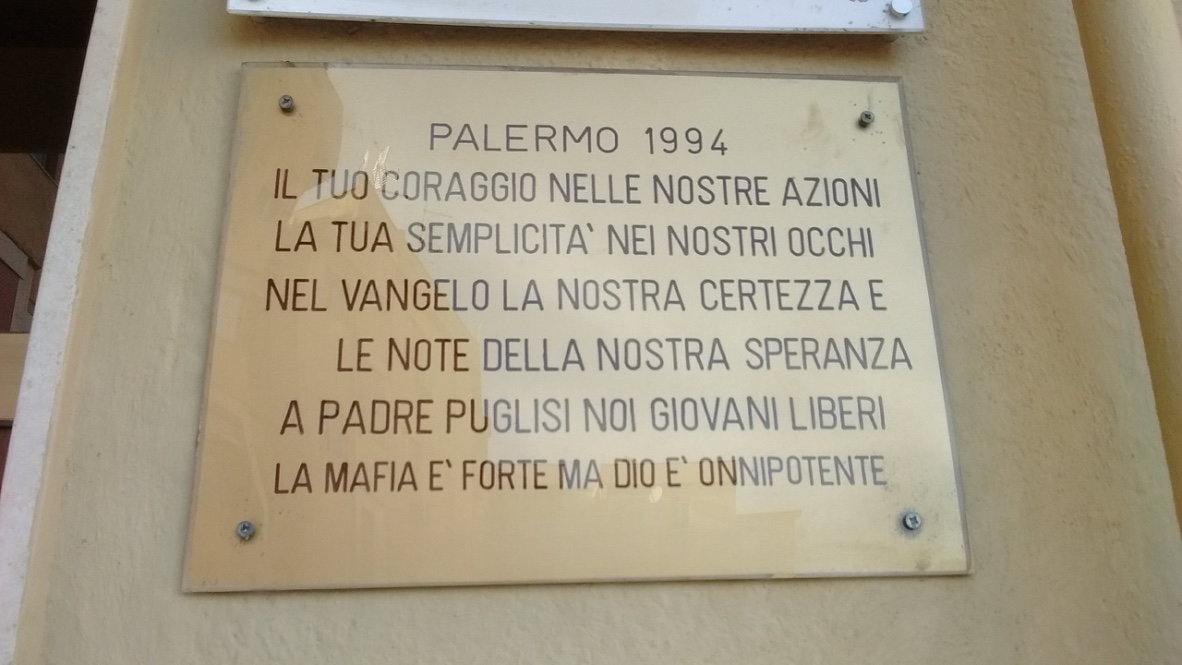 PALERMO 1994
IL TUO CORAGGIO NELLE NOSTRE AZIONI
LA TUA SEMPLICITA' NEI NOSTRI OCCHI
NEL VANGELO LA NOSTRA CERTEZZA E
LE NOTE DELLA NOSTRA SPERANZA
A PADRE PUGLISI NOI GIOVANI LIBERI
LA MAFIA E' FORTE MA DIO E' ONNIPOTENTE